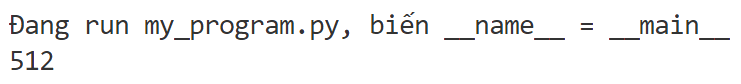 Đang run my_program.py, biến __name__ = __main__
512